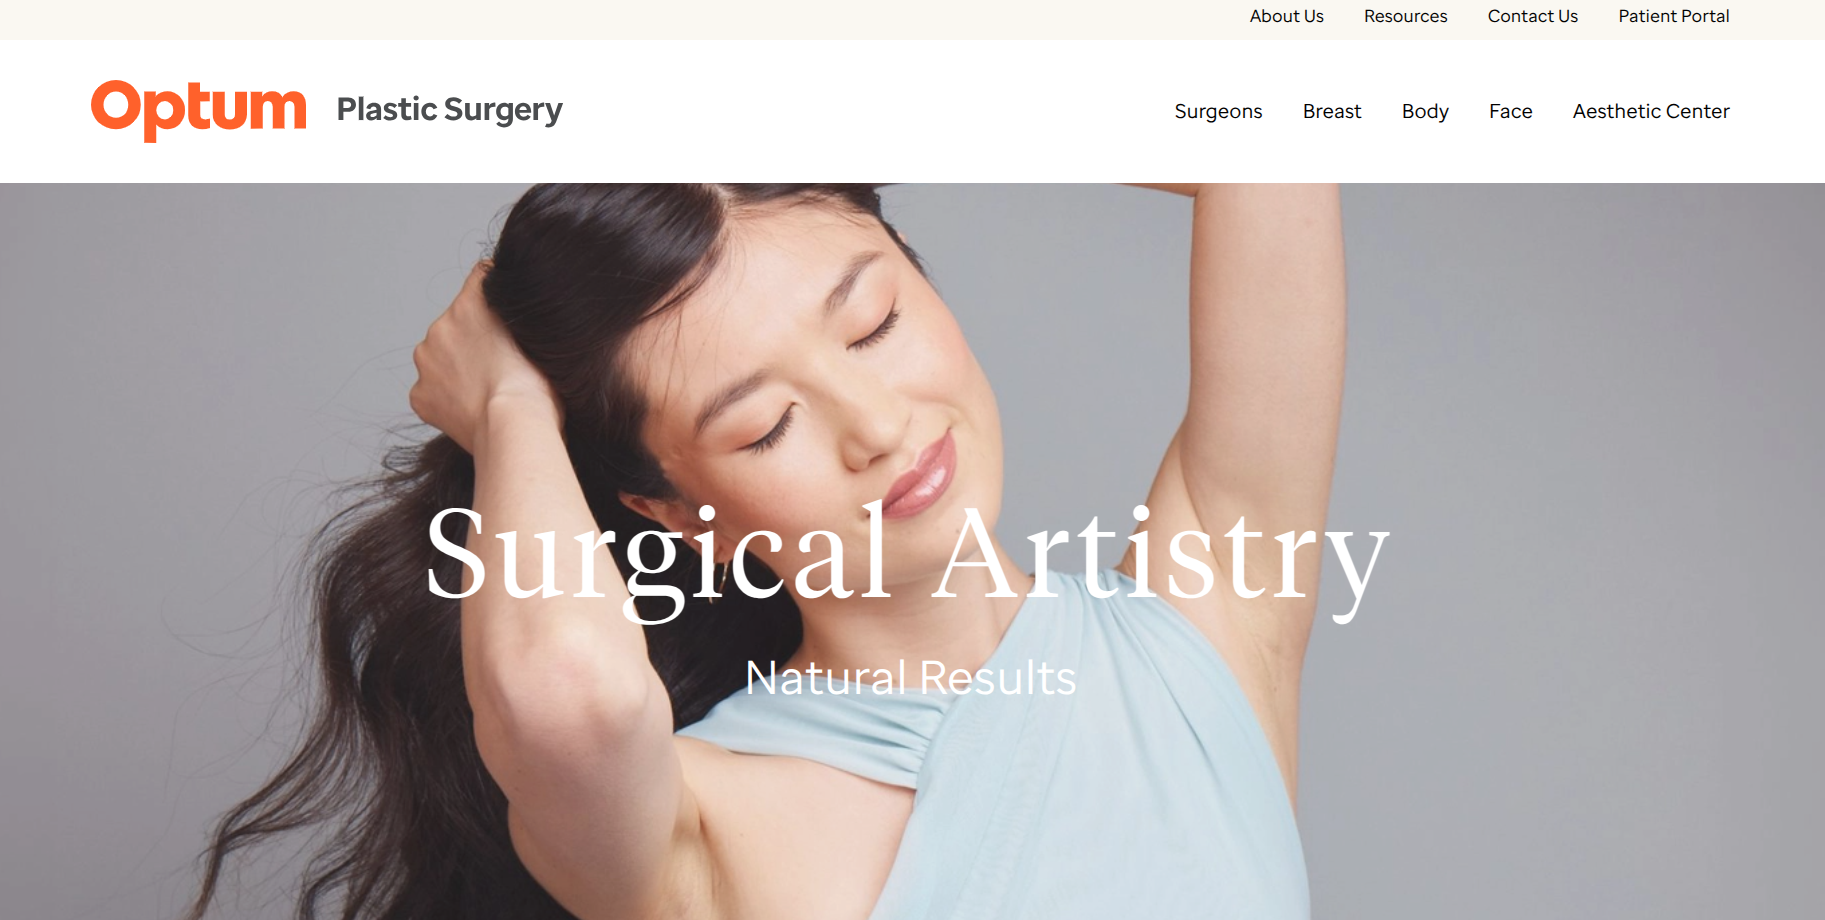 About Us Resources Contact Us Patient Portal
Optum Plastic Surgery
Surgeons Breast Body Face Aesthetic Center
Surgical Artistry
Natural Results